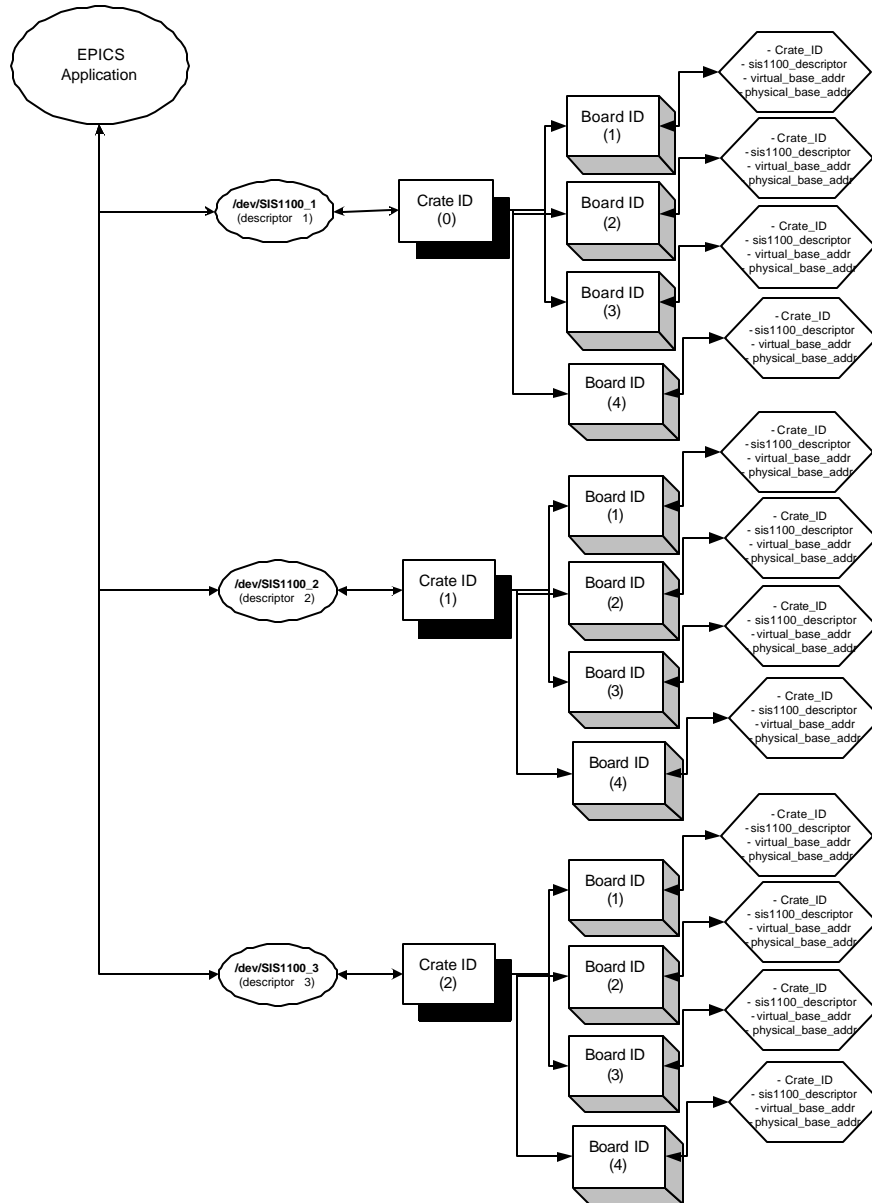 EPICS
Application
/dev/SIS1100_1
(descriptor 1)
Crate ID
(0)
Board ID
(1)
- Crate_ID
- sis1100_descriptor
- virtual_base_addr
- physical_base_addr
Board ID
(2)
- Crate_ID
- sis1100_descriptor
- virtual_base_addr
- physical_base_addr
Board ID
(3)
- Crate_ID
- sis1100_descriptor
- virtual_base_addr
- physical_base_addr
Board ID
(4)
- Crate_ID
- sis1100_descriptor
- virtual_base_addr
- physical_base_addr
/dev/SIS1100_2
(descriptor 2)
Crate ID
(1)
Board ID
(1)
- Crate_ID
- sis1100_descriptor
- virtual_base_addr
- physical_base_addr
Board ID
(2)
- Crate_ID
- sis1100_descriptor
- virtual_base_addr
- physical_base_addr
Board ID
(3)
- Crate_ID
- sis1100_descriptor
- virtual_base_addr
- physical_base_addr
Board ID
(4)
- Crate_ID
- sis1100_descriptor
- virtual_base_addr
- physical_base_addr
/dev/SIS1100_3
(descriptor 3)
Crate ID
(2)
Board ID
(1)
- Crate_ID
- sis1100_descriptor
- virtual_base_addr
- physical_base_addr
Board ID
(2)
- Crate_ID
- sis1100_descriptor
- virtual_base_addr
- physical_base_addr
Board ID
(3)
- Crate_ID
- sis1100_descriptor
- virtual_base_addr
- physical_base_addr
Board ID
(4)
- Crate_ID
- sis1100_descriptor
- virtual_base_addr
- physical_base_addr